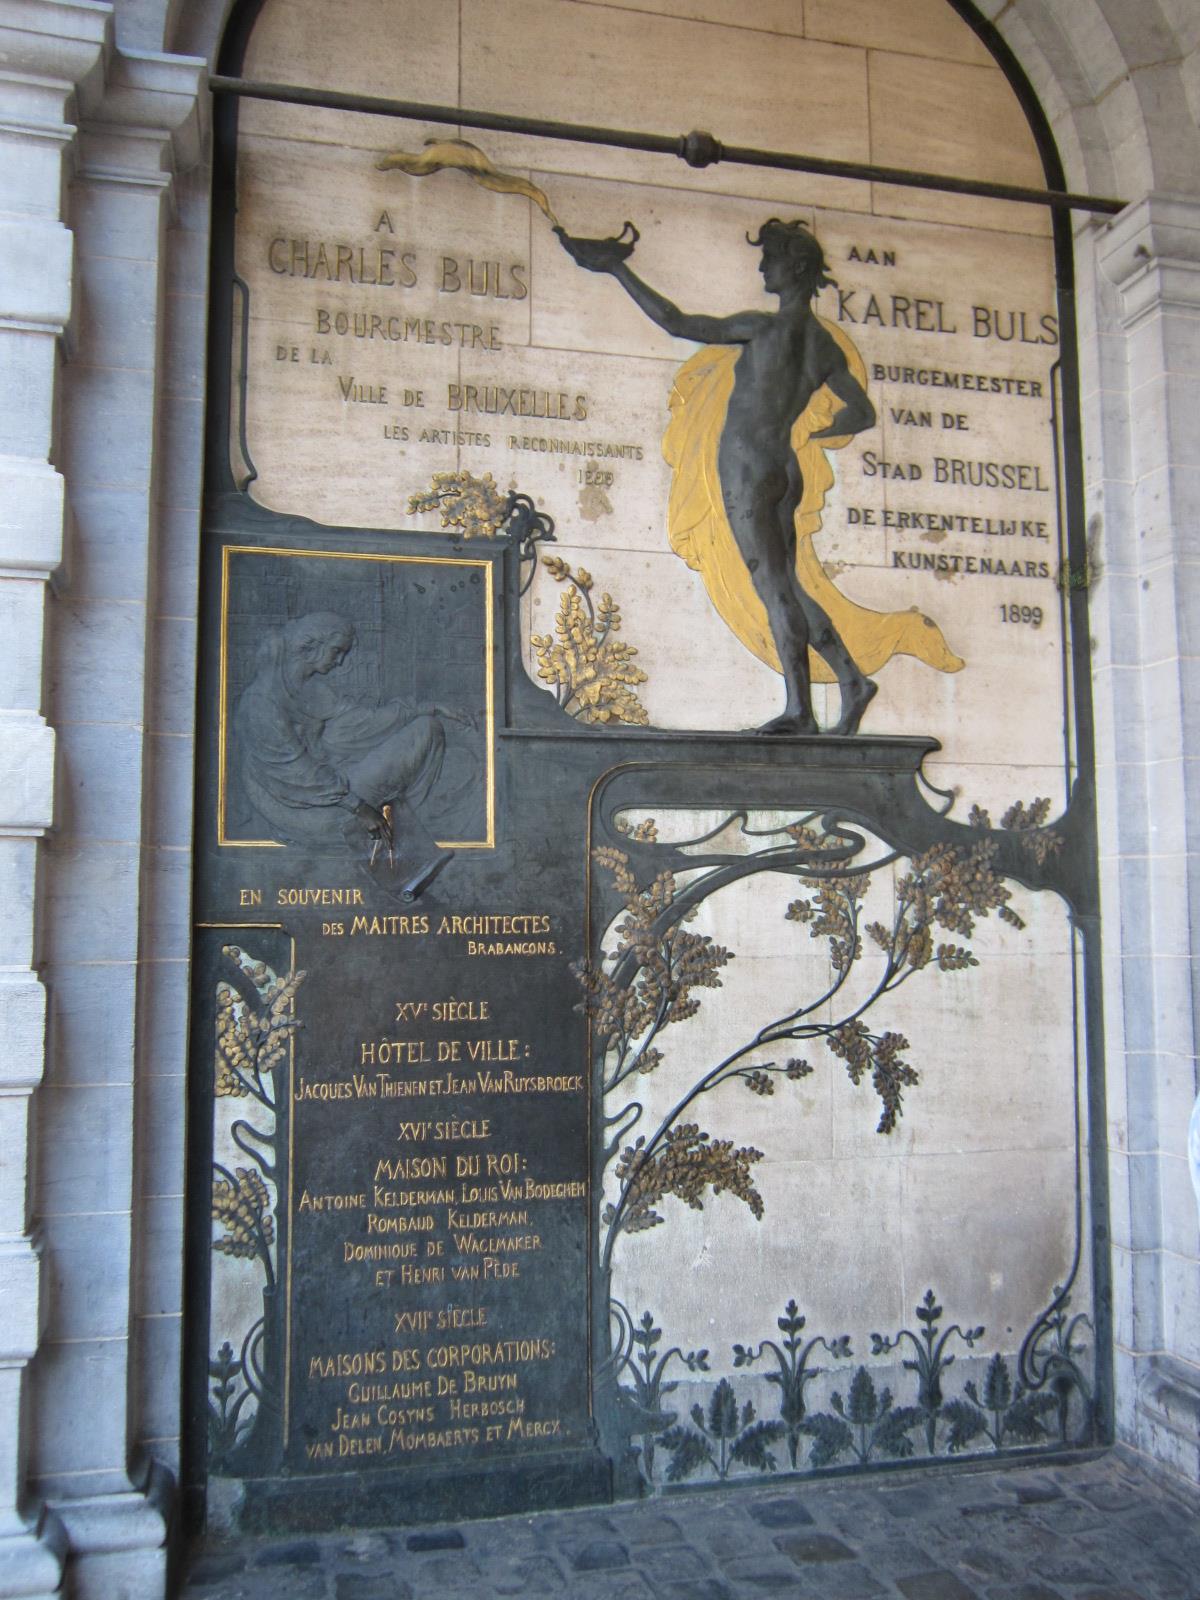 A
CHARLES BULS
BOURGMESTRE
DE LA
VILLE DE BRUXELLES
LES ARTISTES RECONNAISSANTS
1899
AAN
KAREL BULS
BURGEMEESTER
VAN DE
STAD BRUSSEL
DE ERKENTELIJKE
KUNSTENAARS
1899
EN SOUVENIR
DES MAITRES ARCHITECTES
BRABANCONS.
XVE SIÈCLE
HÔTEL DE VILLE:
JACQUES VAN THIENEN ET JEAN VAN RUYSBROECK
XVIE SIÈCLE
MAISON DU ROI:
ANTOINE KELDERMAN, LOUIS VAN BODEGHEM
ROMBAUD KELDERMAN,
DOMINIQUE DE WAGEMAKER
ET HENRI VAN PÈDE
XVIIE SIÈCLE
MAISONS DES CORPORATIONS:
GUILLAUME DE BRUYN
JEAN COSYNS HERBOSCH
VAN DELEN, MOMBAERTS ET MERCX.